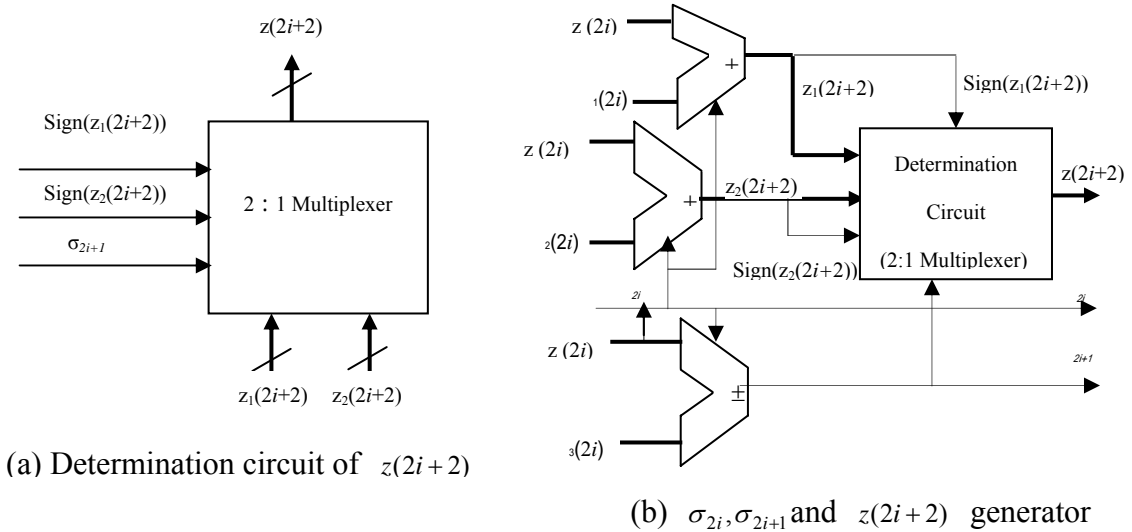 z(2i+2)
Sign(z₁(2i+2))
Sign(z₂(2i+2))
σ2i+1
2：1 Multiplexer
z₁(2i+2) z₂(2i+2)
(a) Determination circuit of z(2i+2)
z (2i)
+
₁(2i)
z₁(2i+2)
Sign(z₁(2i+2))
z (2i)
+
₂(2i)
z₂(2i+2)
Sign(z₂(2i+2))
Determination
Circuit
(2:1 Multiplexer)
z(2i+2)
2i
2i
z (2i)
±
2i+1
₃(2i)
(b) σ2i,σ2i+1 and z(2i+2) generator